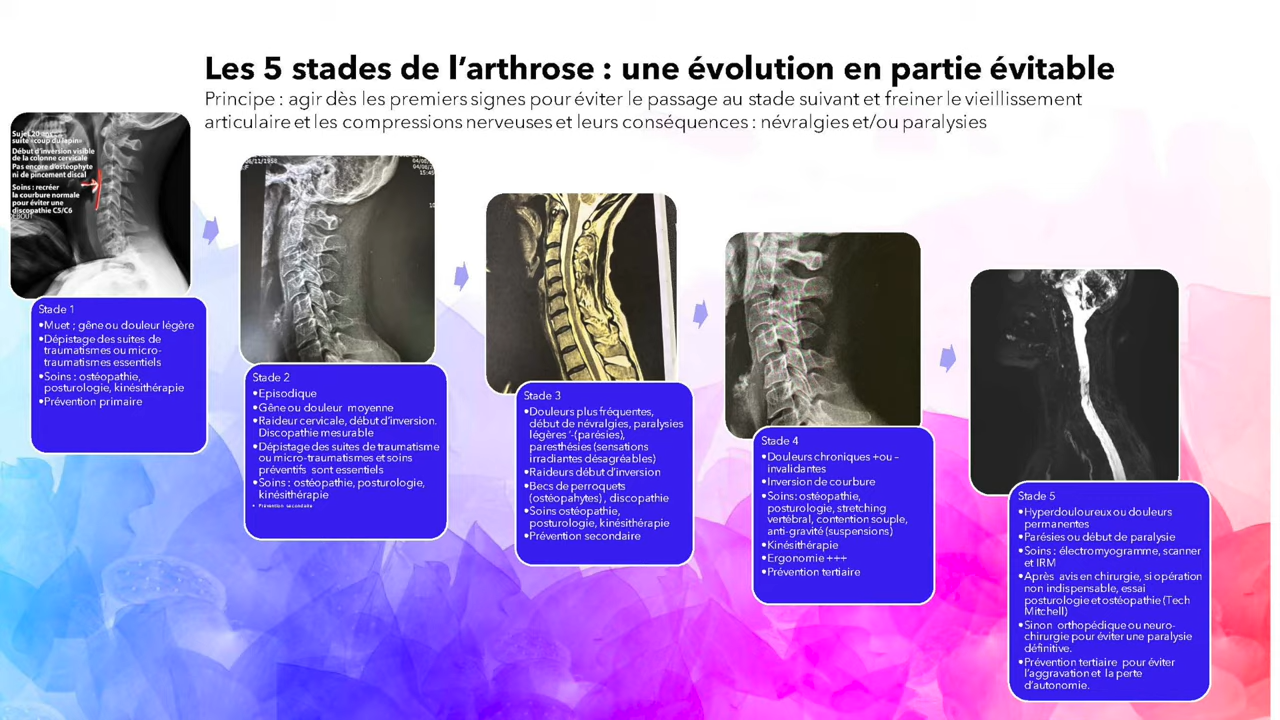 Les 5 stades de l’arthrose : une évolution en partie évitable
Principe : agir dès les premiers signes pour éviter le passage au stade suivant et freiner le vieillissement
articulaire et les compressions nerveuses et leurs conséquences : névralgies et/ou paralysies
Sujet 20 ans
suite «coup du lapin»
Début d’inversion visible
de la colonne cervicale
Pas encore d’ostéophyte
ni de pincement discal
Soins : recréer
la courbure normale
pour éviter une
discopathie C5/C6
DEBOUT
Stade 1
•Muet ; gêne ou douleur légère
•Dépistage des suites de
traumatismes ou micro-
traumatismes essentiels
•Soins : ostéopathie,
posturologie, kinésithérapie
•Prévention primaire
15:45
10
Stade 2
•Episodique
•Gêne ou douleur moyenne
•Raideur cervicale, début d’inversion.
Discopathie mesurable
•Dépistage des suites de traumatisme
ou micro-traumatismes et soins
préventifs sont essentiels
•Soins : ostéopathie, posturologie,
kinésithérapie
• Prévention secondaire
Stade 3
•Douleurs plus fréquentes,
début de névralgies, paralysies
légères ‘-(parésies),
paresthésies (sensations
irradiantes désagréables)
•Raideurs début d’inversion
•Becs de perroquets
(ostéopahytes) , discopathie
•Soins ostéopathie,
posturologie, kinésithérapie
•Prévention secondaire
Stade 4
•Douleurs chroniques +ou –
invalidantes
•Inversion de courbure
•Soins: ostéopathie,
posturologie, stretching
vertébral, contention souple,
anti-gravité (suspensions)
•Kinésithérapie
•Ergonomie +++
•Prévention tertiaire
Stade 5
•Hyperdouloureux ou douleurs
permanentes
•Parésies ou début de paralysie
•Soins : électromyogramme, scanner
et IRM
•Après avis en chirurgie, si opération
non indispensable, essai
posturologie et ostéopathie (Tech
Mitchell)
•Sinon orthopédique ou neuro-
chirurgie pour éviter une paralysie
définitive.
•Prévention tertiaire pour éviter
l’aggravation et la perte
d’autonomie.